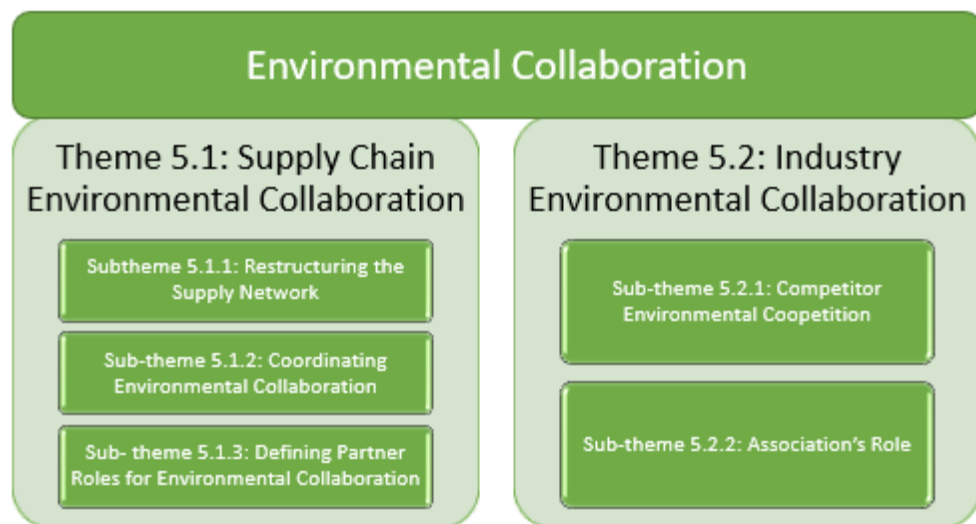 Environmental Collaboration
Theme 5.1: Supply Chain
Environmental Collaboration
Subtheme 5.1.1: Restructuring the
Supply Network
Sub-theme 5.1.2: Coordinating
Environmental Collaboration
Sub- theme 5.1.3: Defining Partner
Roles for Environmental Collaboration
Theme 5.2: Industry
Environmental Collaboration
Sub-theme 5.2.1: Competitor
Environmental Coopetition
Sub-theme 5.2.2: Association's Role